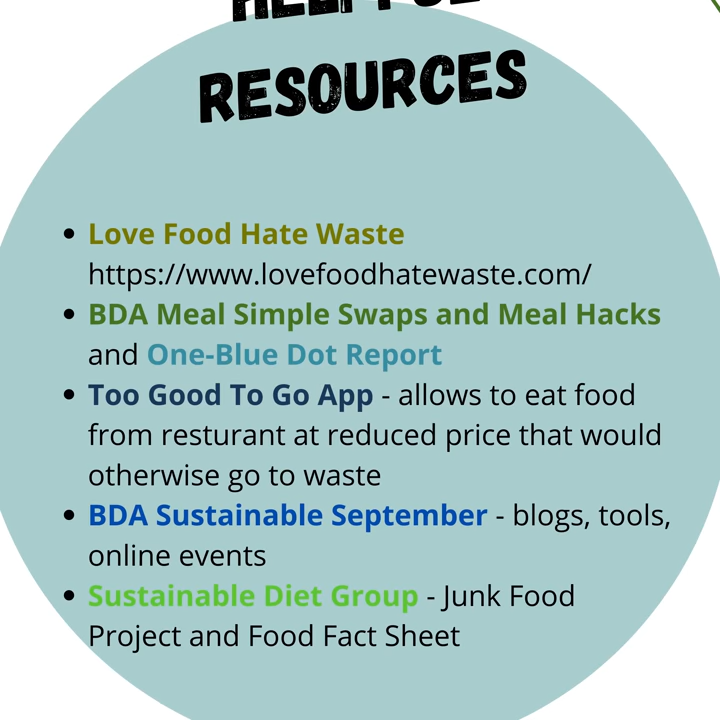 HELPFUL
RESOURCES
• Love Food Hate Waste
https://www.lovefoodhatewaste.com/
• BDA Meal Simple Swaps and Meal Hacks
and One-Blue Dot Report
• Too Good To Go App - allows to eat food
from resturant at reduced price that would
otherwise go to waste
• BDA Sustainable September - blogs, tools,
online events
• Sustainable Diet Group - Junk Food
Project and Food Fact Sheet